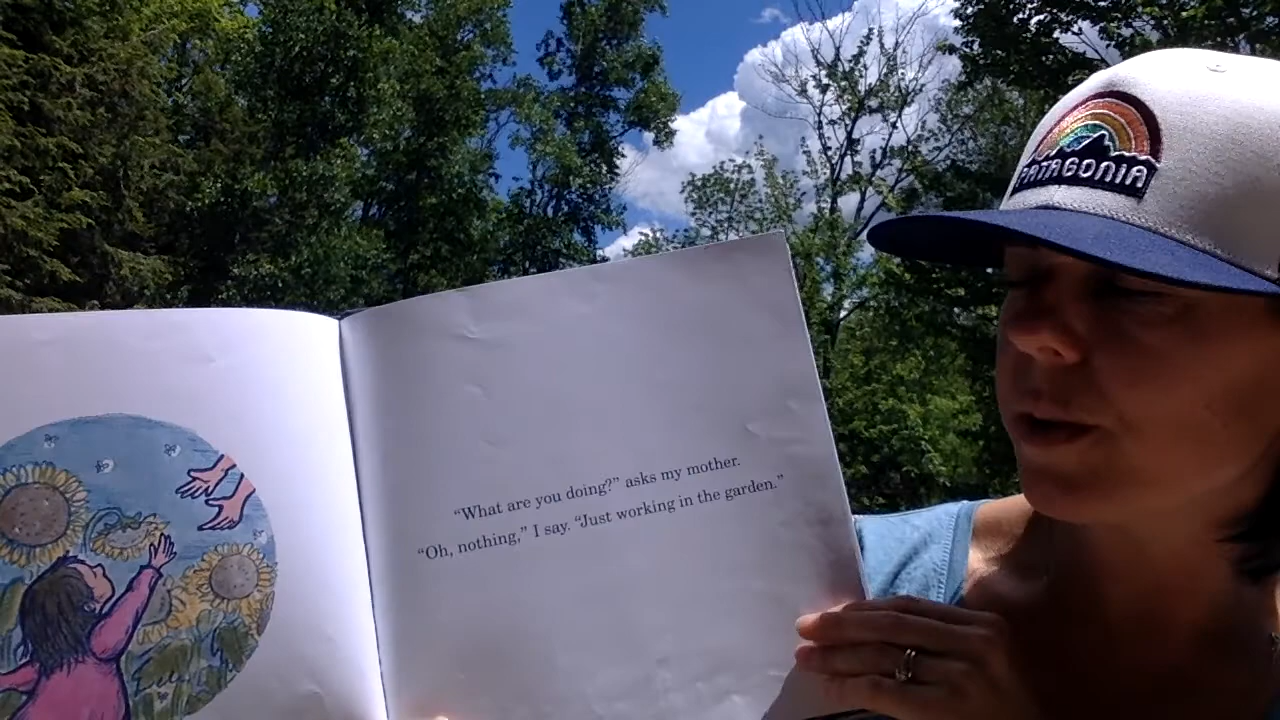 PATAGONIA
“What are you doing?” asks my mother.
“Oh, nothing,” I say. “Just working in the garden.”